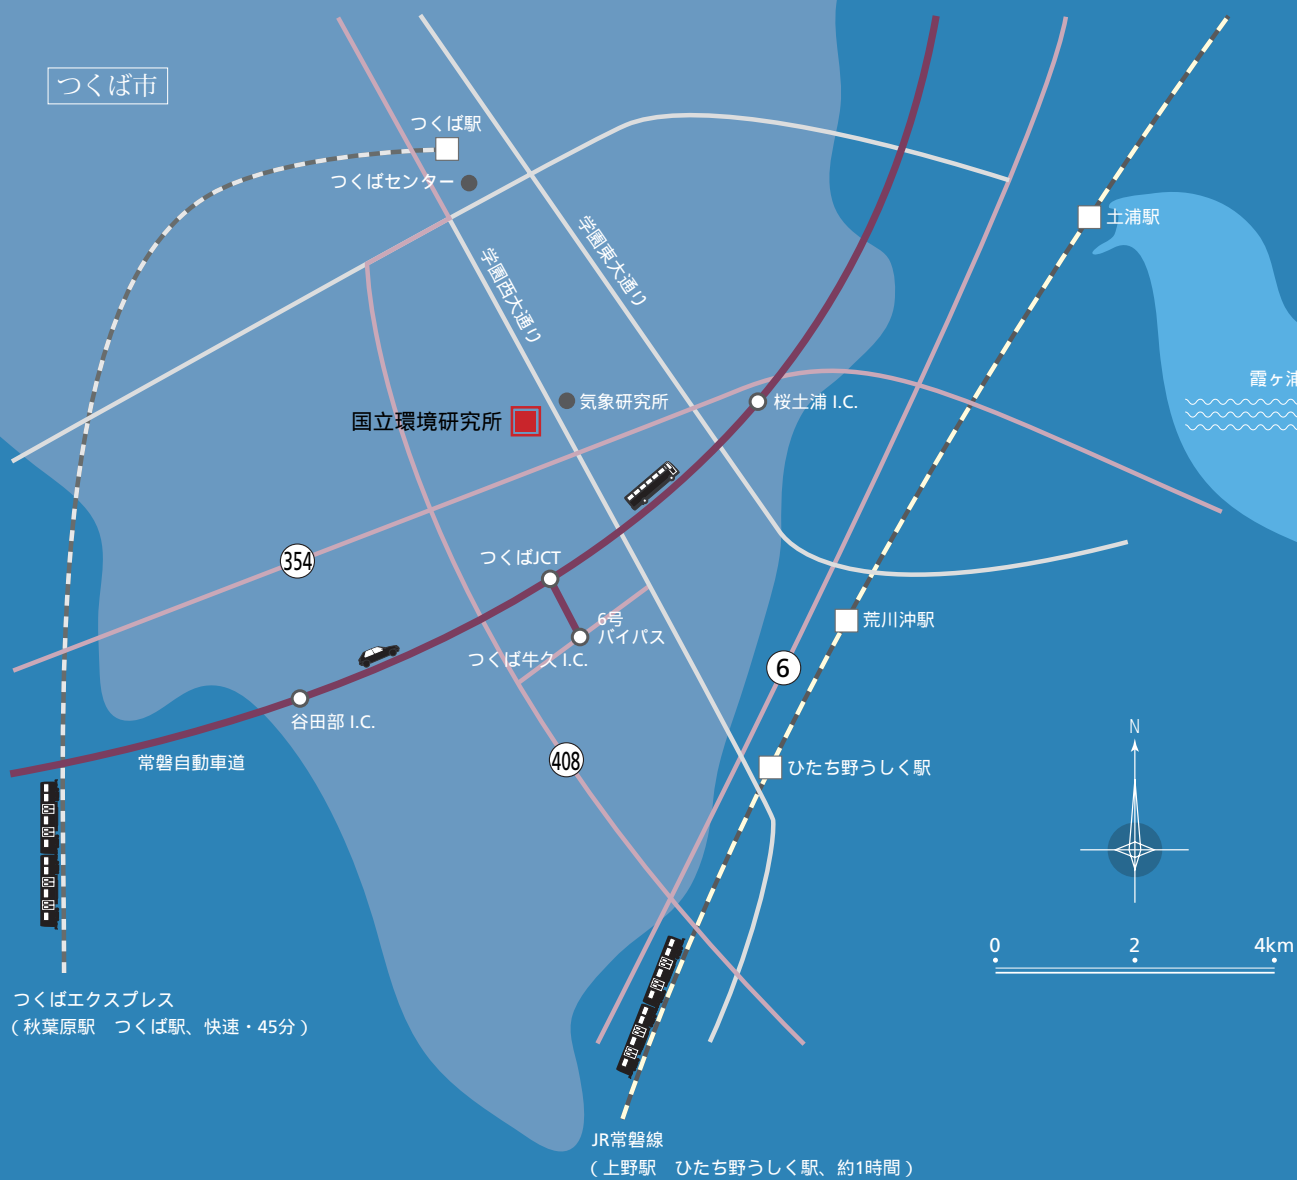 つくば市
つくば駅
つくばセンター
学園東大通り
学園西大通り
土浦駅
霞ヶ浦
気象研究所
桜土浦 I.C.
国立環境研究所
354
つくばJCT
6号
バイパス
つくば牛久 I.C.
荒川沖駅
6
谷田部 I.C.
常磐自動車道
408
ひたち野うしく駅
N
0 2 4km
つくばエクスプレス
(秋葉原駅　つくば駅、快速・45分)
JR常磐線
(上野駅　ひたち野うしく駅、約1時間)